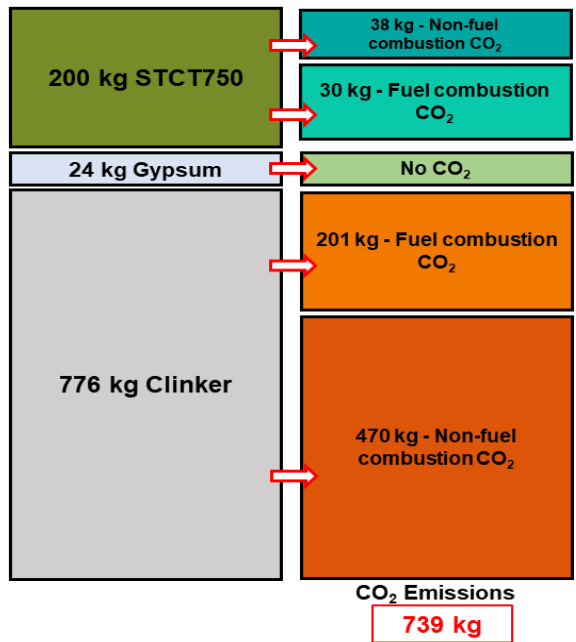 200 kg STCT750
38 kg - Non-fuel
combustion CO₂
30 kg - Fuel combustion
CO₂
24 kg Gypsum
No CO₂
776 kg Clinker
201 kg - Fuel combustion
CO₂
470 kg - Non-fuel
combustion CO₂
CO₂ Emissions
739 kg